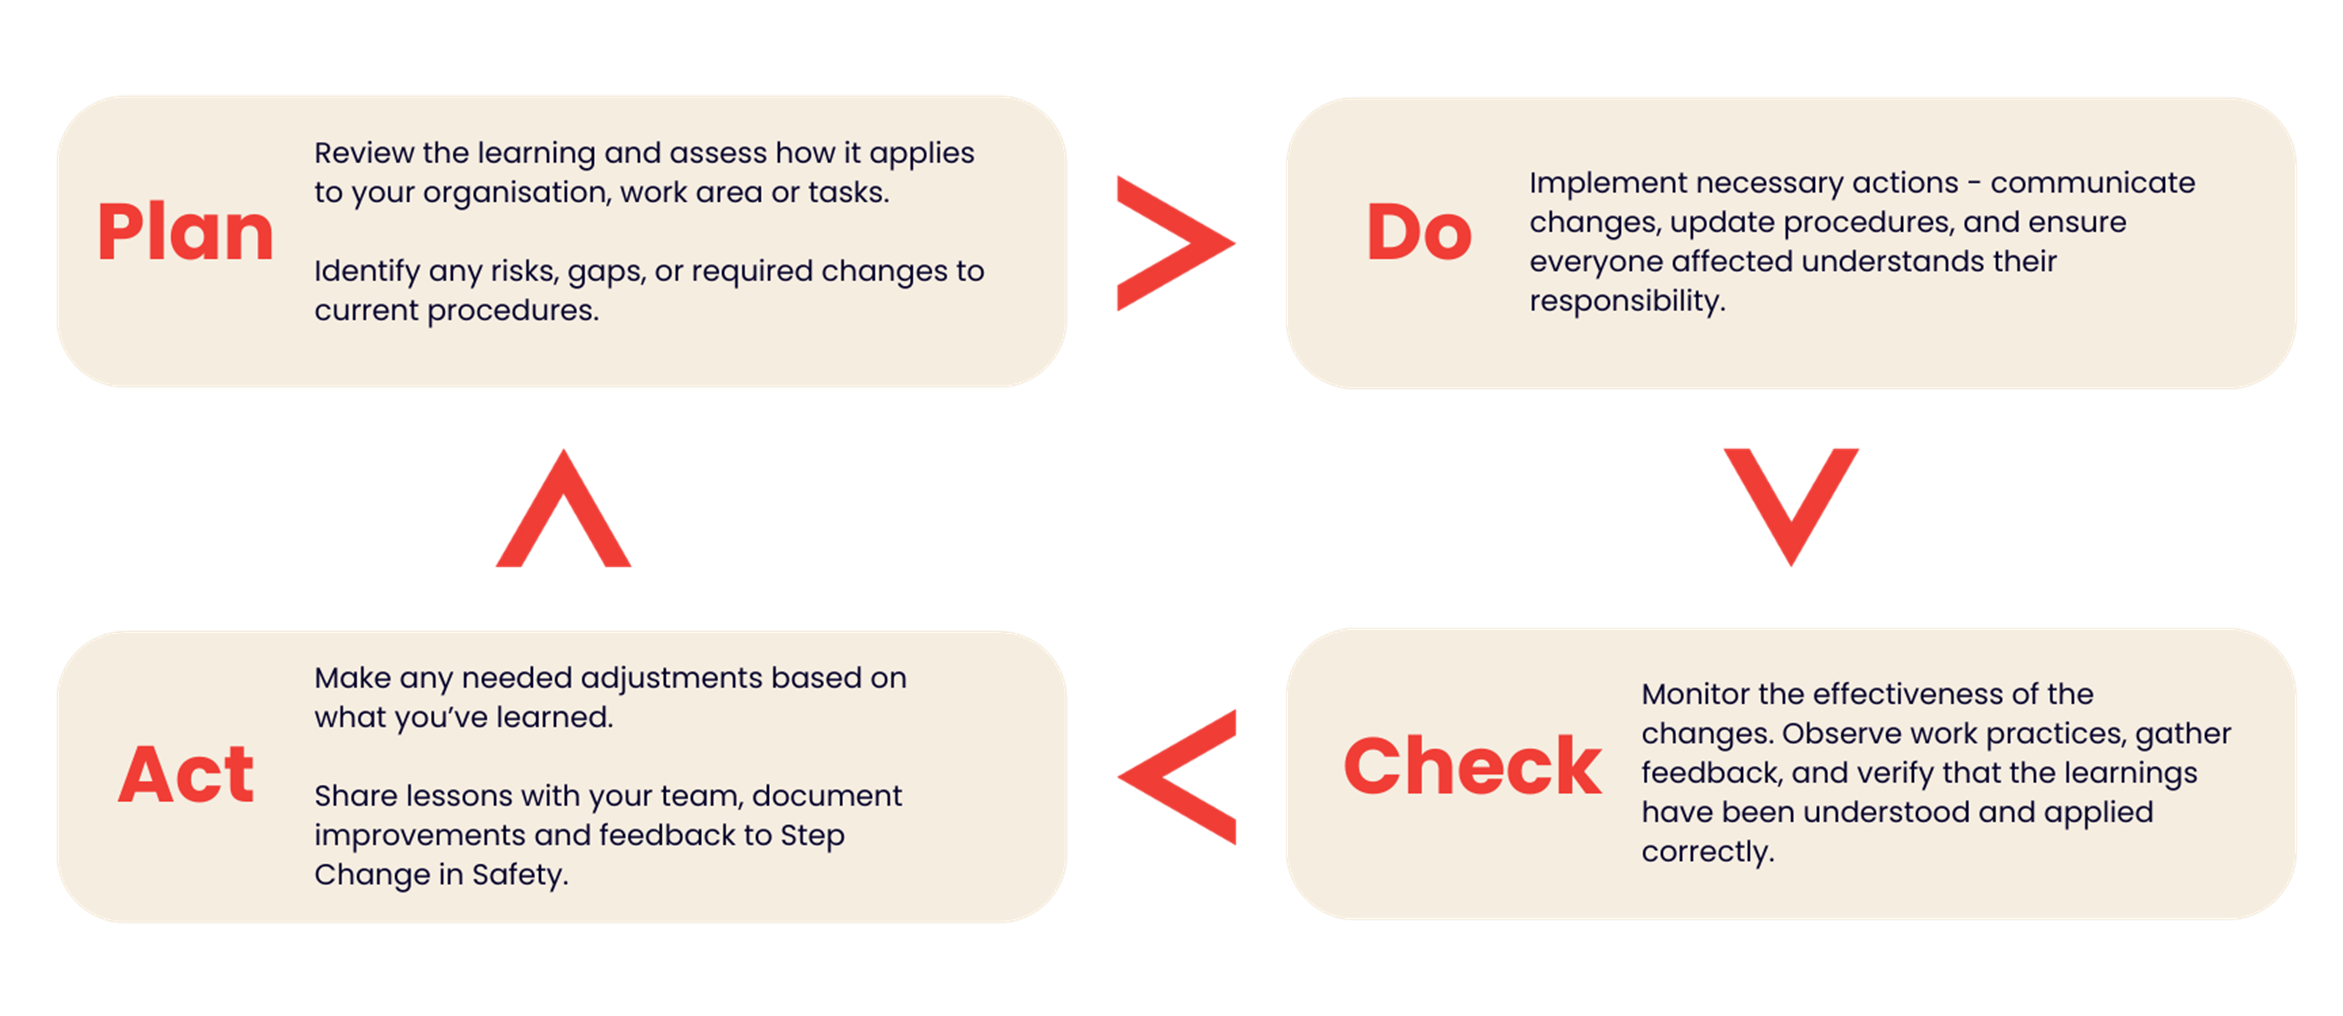 Plan
Review the learning and assess how it applies
to your organisation, work area or tasks.
Identify any risks, gaps, or required changes to
current procedures.
Do
Implement necessary actions - communicate
changes, update procedures, and ensure
everyone affected understands their
responsibility.
Check
Monitor the effectiveness of the
changes. Observe work practices, gather
feedback, and verify that the learnings
have been understood and applied
correctly.
Act
Make any needed adjustments based on
what you’ve learned.
Share lessons with your team, document
improvements and feedback to Step
Change in Safety.